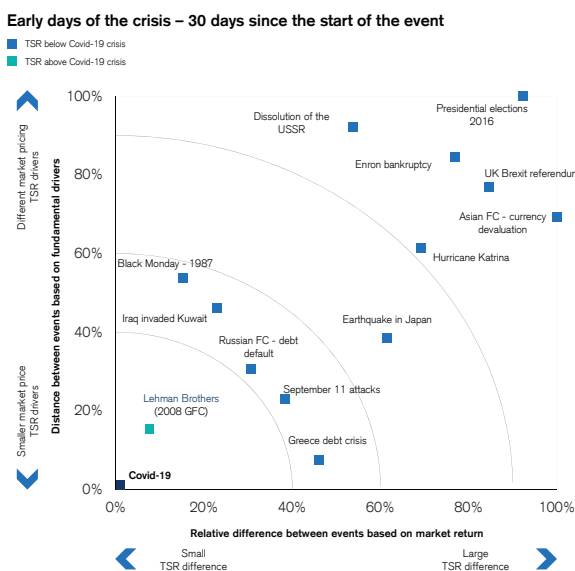 Early days of the crisis – 30 days since the start of the event
TSR below Covid-19 crisis
TSR above Covid-19 crisis
Different market pricing
TSR drivers
Smaller market price
TSR drivers
Distance between events based on fundamental drivers
100%
80%
60%
40%
20%
0%
Dissolution of the
USSR
Presidential elections
2016
Enron bankruptcy
UK Brexit referendur
Asian FC - currency
devaluation
Hurricane Katrina
Black Monday - 1987
Iraq invaded Kuwait
Earthquake in Japan
Russian FC - debt
default
September 11 attacks
Lehman Brothers
(2008 GFC)
Greece debt crisis
Covid-19
0%
20%
40%
60%
80%
100%
Relative difference between events based on market return
Small
TSR difference
Large
TSR difference